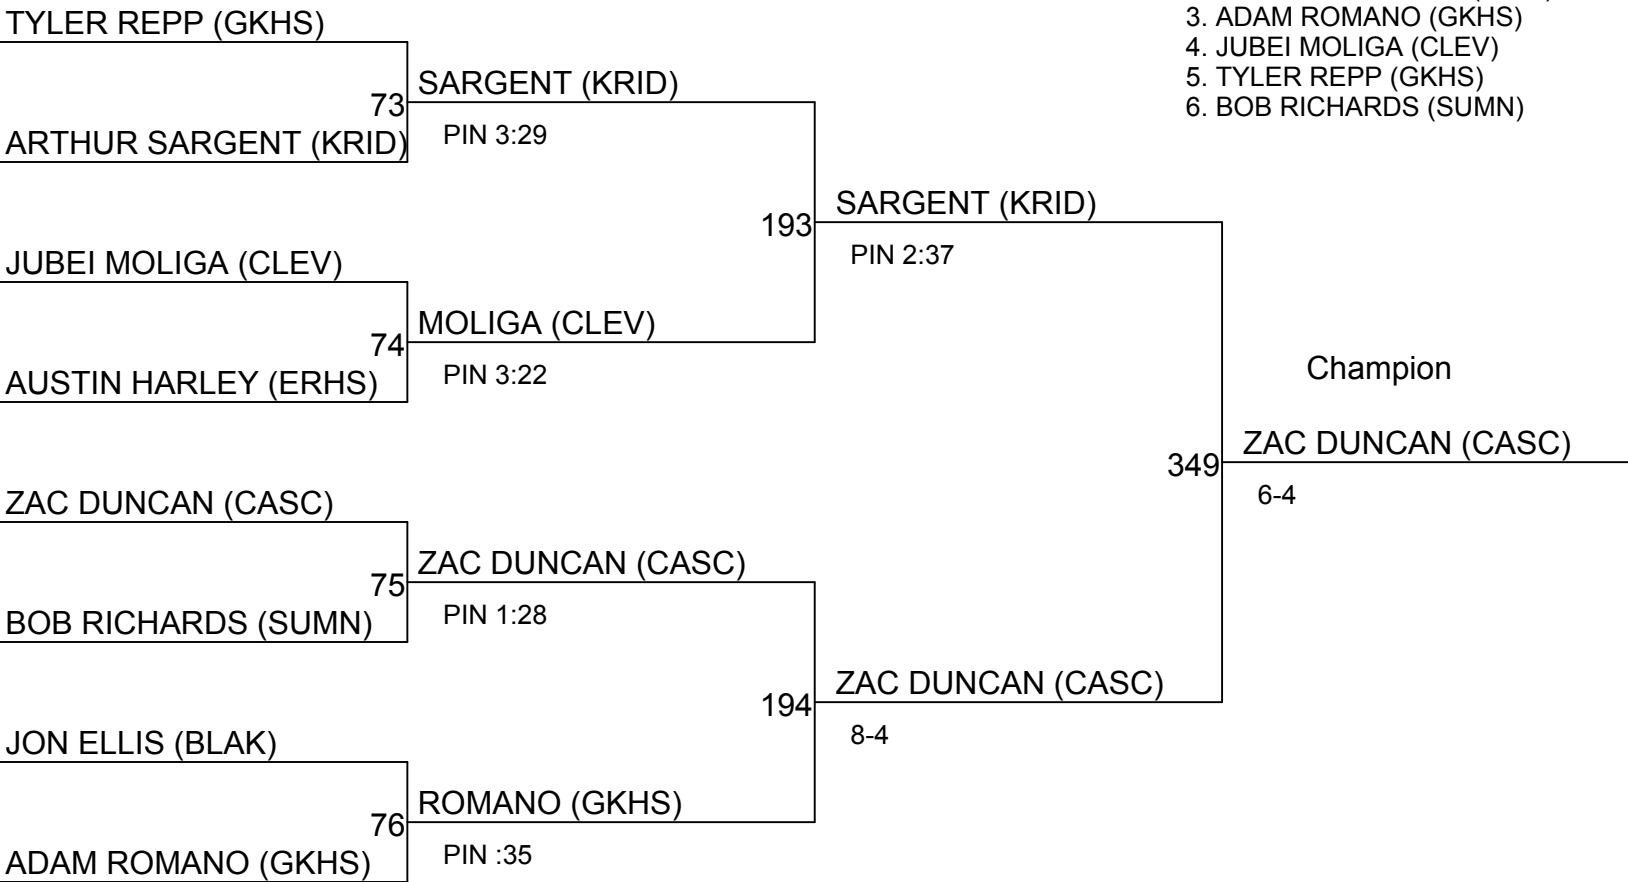 TYLER REPP (GKHS)
3. ADAM ROMANO (GKHS)
4. JUBEI MOLIGA (CLEV)
5. TYLER REPP (GKHS)
6. BOB RICHARDS (SUMN)
73
SARGENT (KRID)
PIN 3:29
ARTHUR SARGENT (KRID)
193
SARGENT (KRID)
PIN 2:37
JUBEI MOLIGA (CLEV)
74
MOLIGA (CLEV)
PIN 3:22
AUSTIN HARLEY (ERHS)
Champion
349
ZAC DUNCAN (CASC)
6-4
ZAC DUNCAN (CASC)
75
ZAC DUNCAN (CASC)
PIN 1:28
BOB RICHARDS (SUMN)
194
ZAC DUNCAN (CASC)
8-4
JON ELLIS (BLAK)
76
ROMANO (GKHS)
PIN :35
ADAM ROMANO (GKHS)